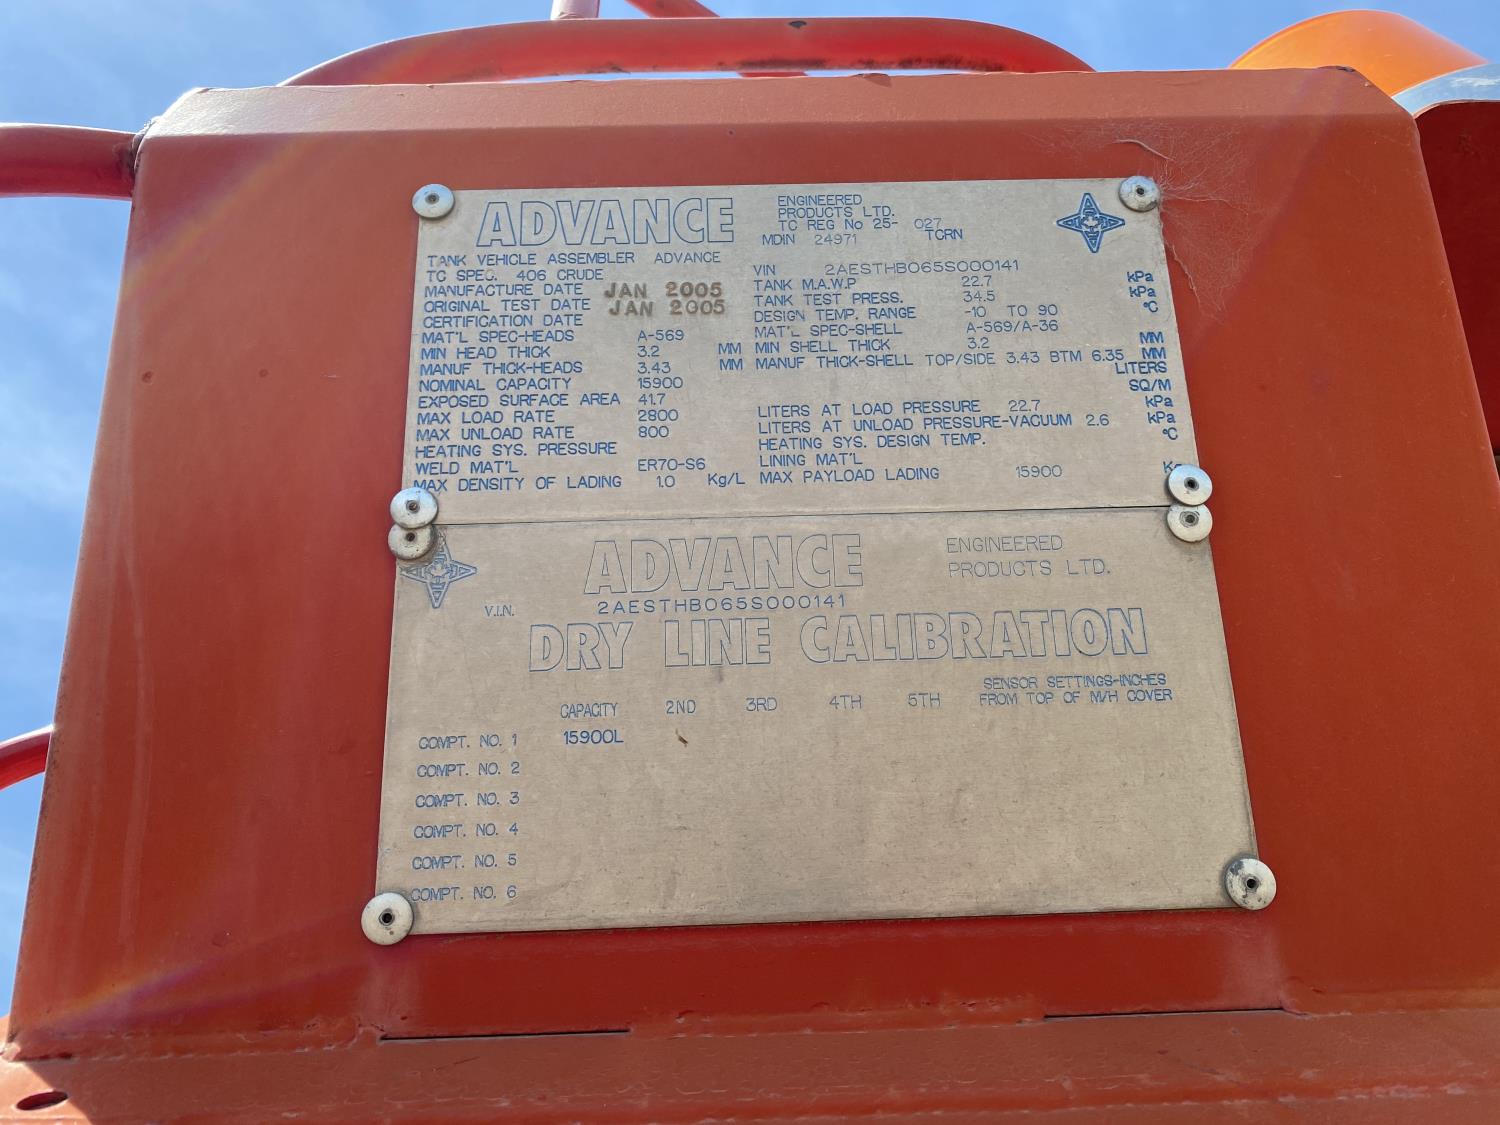 ADVANCE ENGINEERED
PRODUCTS LTD.
TC REG No 25- 027
MDIN 24971 TCRN
TANK VEHICLE ASSEMBLER ADVANCE
TC SPEC. 406 CRUDE VIN 2AESTHB065S000141
MANUFACTURE DATE JAN 2005 TANK M.A.W.P 22.7 kPa
ORIGINAL TEST DATE JAN 2005 TANK TEST PRESS. 34.5 kPa
CERTIFICATION DATE DESIGN TEMP. RANGE -10 TO 90 °C
MAT'L SPEC-HEADS A-569 MAT'L SPEC-SHELL A-569/A-36
MIN HEAD THICK 3.2 MM MIN SHELL THICK 3.2 MM
MANUF THICK-HEADS 3.43 MM MANUF THICK-SHELL TOP/SIDE 3.43 BTM 6.35 MM
NOMINAL CAPACITY 15900 LITERS
EXPOSED SURFACE AREA 41.7 SQ/M
MAX LOAD RATE 2800 LITERS AT LOAD PRESSURE 22.7 kPa
MAX UNLOAD RATE 800 LITERS AT UNLOAD PRESSURE-VACUUM 2.6 kPa
HEATING SYS. PRESSURE HEATING SYS. DESIGN TEMP. °C
WELD MAT'L ER70-S6 LINING MAT'L
MAX DENSITY OF LADING 1.0 Kg/L MAX PAYLOAD LADING 15900
ADVANCE ENGINEERED
PRODUCTS LTD.
V.I.N. 2AESTHB065S000141
DRY LINE CALIBRATION
SENSOR SETTINGS-INCHES
CAPACITY 2ND 3RD 4TH 5TH FROM TOP OF M/H COVER
COMPT. NO. 1 15900L
COMPT. NO. 2
COMPT. NO. 3
COMPT. NO. 4
COMPT. NO. 5
COMPT. NO. 6